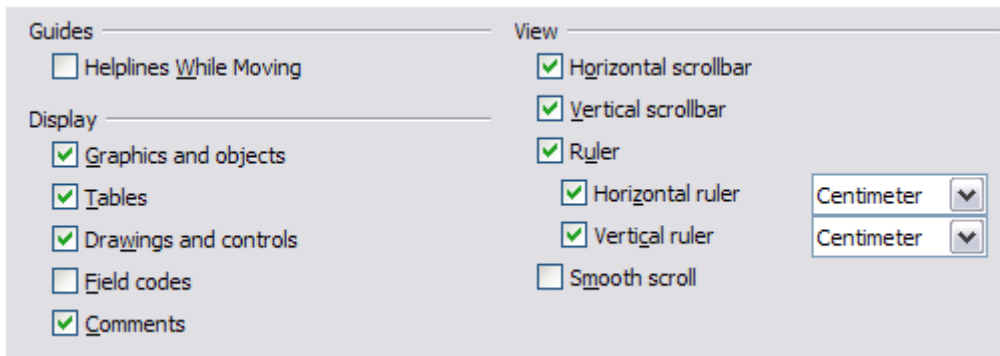 Guides
Helplines While Moving
Display
Graphics and objects
Tables
Drawings and controls
Field codes
Comments
View
Horizontal scrollbar
Vertical scrollbar
Ruler
Horizontal ruler Centimeter
Vertical ruler Centimeter
Smooth scroll